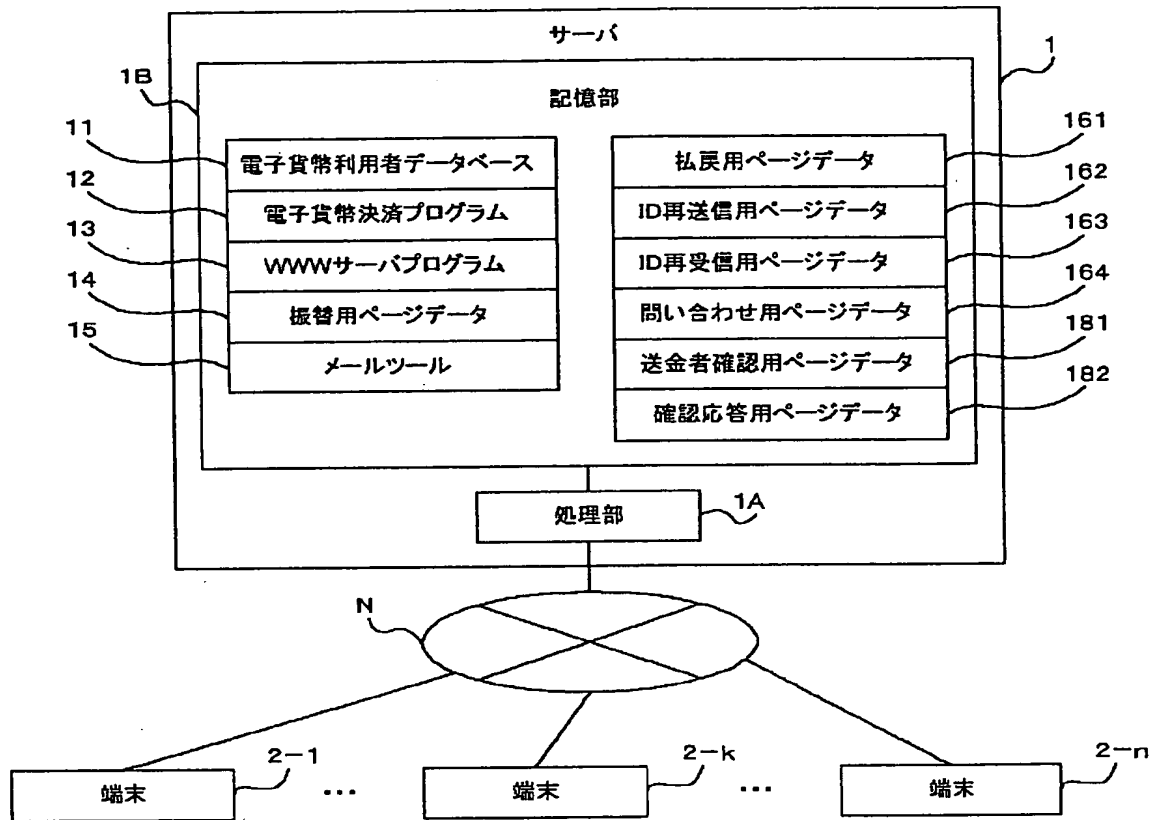 サーバ
1
1B
記憶部
11
電子貨幣利用者データベース
12
電子貨幣決済プログラム
13
WWWサーバプログラム
14
振替用ページデータ
15
メールツール
161
払戻用ページデータ
162
ID再送信用ページデータ
163
ID再受信用ページデータ
164
問い合わせ用ページデータ
181
送金者確認用ページデータ
182
確認応答用ページデータ
処理部
1A
N
端末
2-1
…
端末
2-k
…
端末
2-n